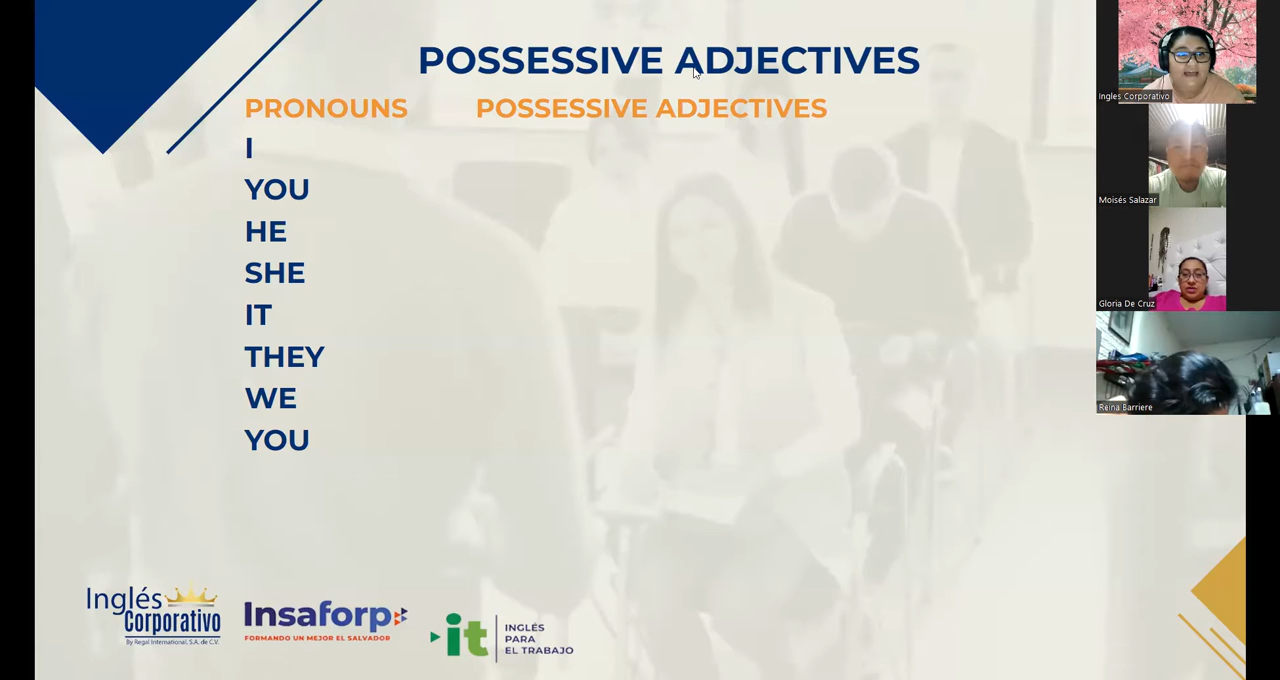 POSSESSIVE ADJECTIVES
PRONOUNS POSSESSIVE ADJECTIVES
I
YOU
HE
SHE
IT
THEY
WE
YOU
Inglés
Corporativo
By Regal International, S.A. de C.V.
Insaforp
FORMANDO UN MEJOR EL SALVADOR
it
INGLÉS
PARA
EL TRABAJO
Ingles Corporativo
Moisés Salazar
Gloria De Cruz
Reina Barriere